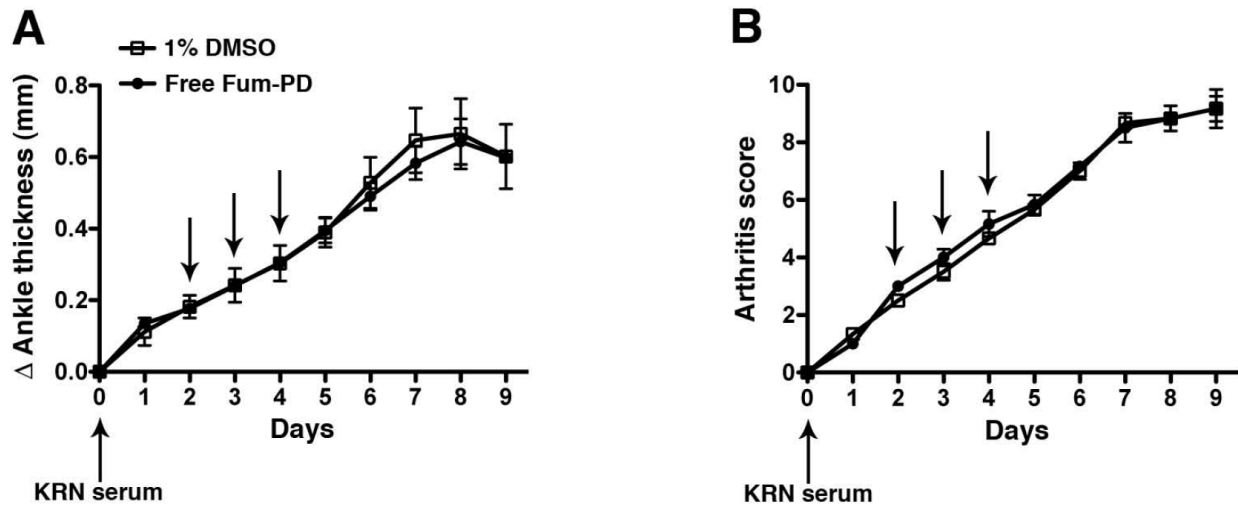 A
1% DMSO
Free Fum-PD
Δ Ankle thickness (mm)
0.8
0.6
0.4
0.2
0.0
0 1 2 3 4 5 6 7 8 9
Days
KRN serum
B
Arthritis score
10
8
6
4
2
0
0 1 2 3 4 5 6 7 8 9
Days
KRN serum